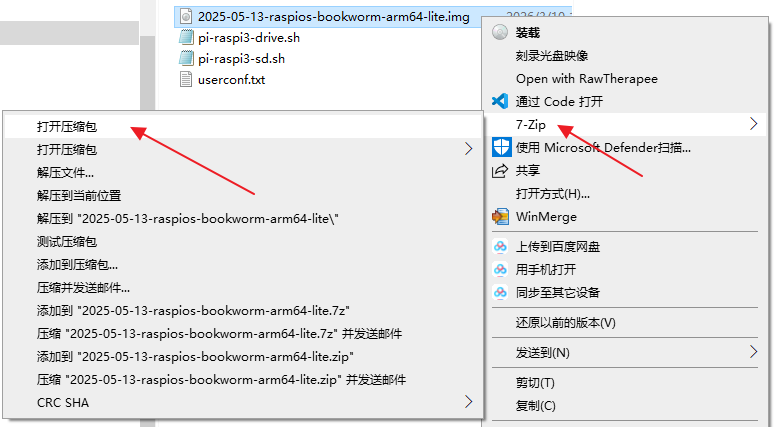 2025-05-13-raspios-bookworm-arm64-lite.img
pi-raspi3-drive.sh
pi-raspi3-sd.sh
userconf.txt
装载
刻录光盘映像
Open with RawTherapee
通过 Code 打开
7-Zip
使用 Microsoft Defender扫描...
共享
打开方式(H)...
WinMerge
上传到百度网盘
用手机打开
同步至其它设备
还原以前的版本(V)
发送到(N)
剪切(T)
复制(C)
打开压缩包
打开压缩包
解压文件...
解压到当前位置
解压到 "2025-05-13-raspios-bookworm-arm64-lite\"
测试压缩包
添加到压缩包...
压缩并发送邮件...
添加到 "2025-05-13-raspios-bookworm-arm64-lite.7z"
压缩 "2025-05-13-raspios-bookworm-arm64-lite.7z" 并发送邮件
添加到 "2025-05-13-raspios-bookworm-arm64-lite.zip"
压缩 "2025-05-13-raspios-bookworm-arm64-lite.zip" 并发送邮件
CRC SHA